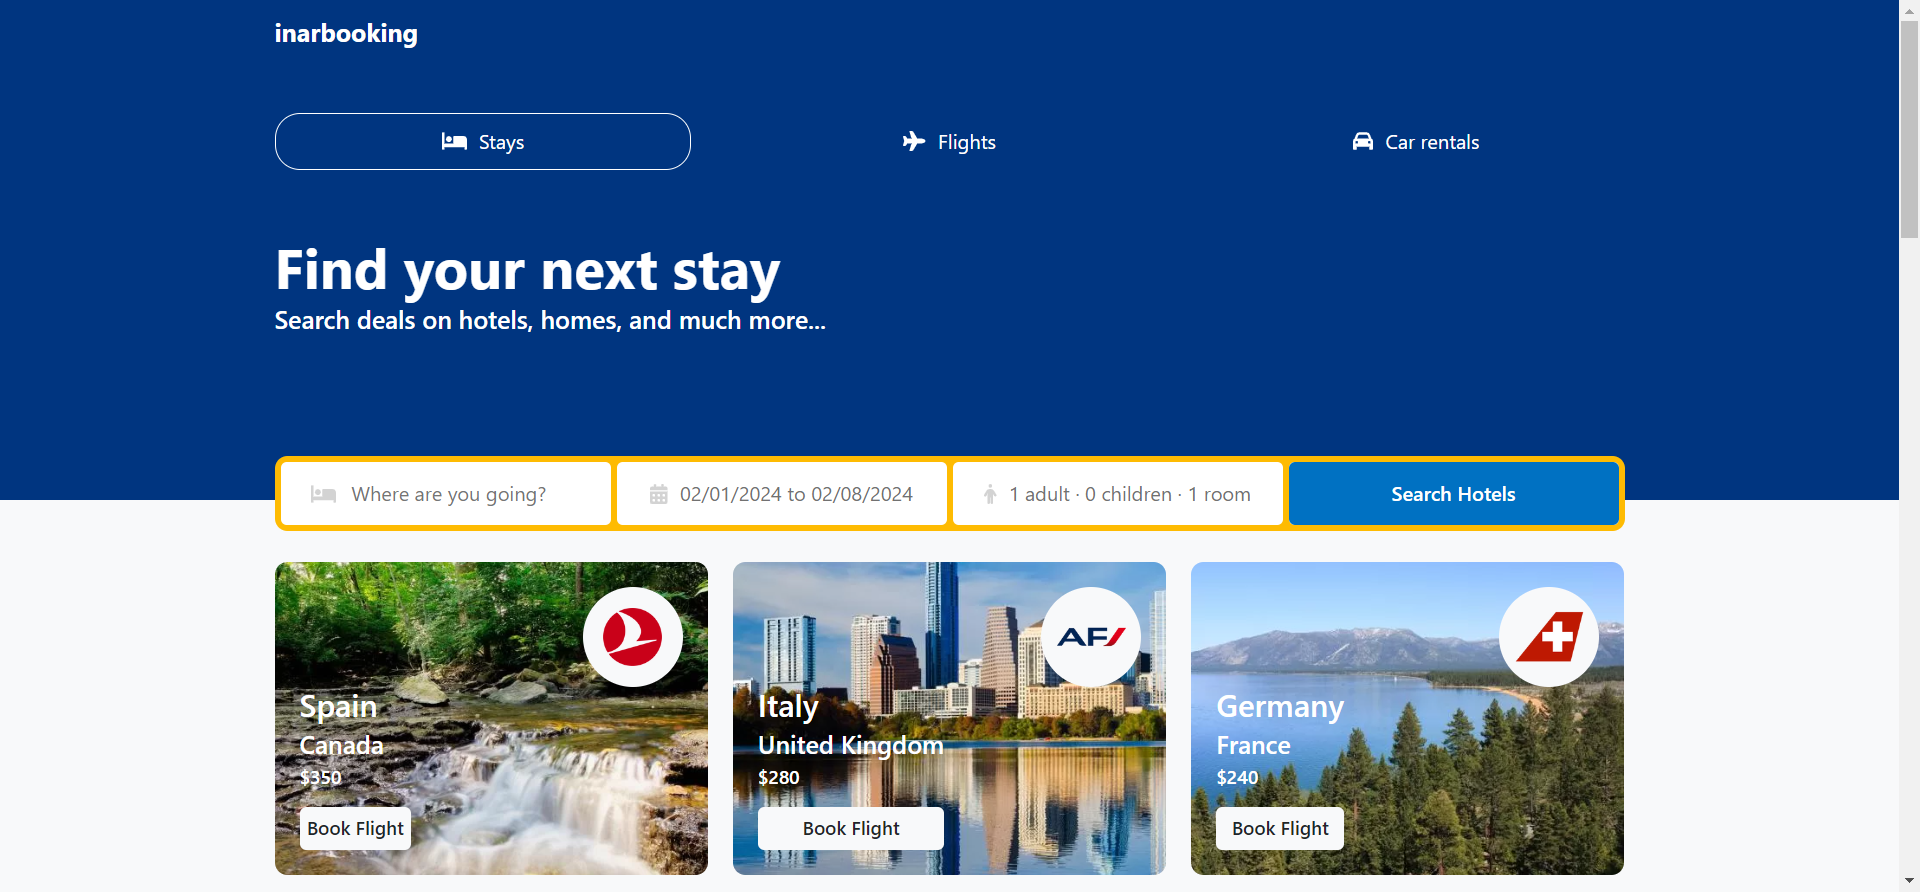 inarbooking
Stays
Flights
Car rentals
Find your next stay
Search deals on hotels, homes, and much more...
Where are you going?
02/01/2024 to 02/08/2024
1 adult · 0 children · 1 room
Search Hotels
Spain
Canada
$350
Book Flight
AF
Italy
United Kingdom
$280
Book Flight
Germany
France
$240
Book Flight